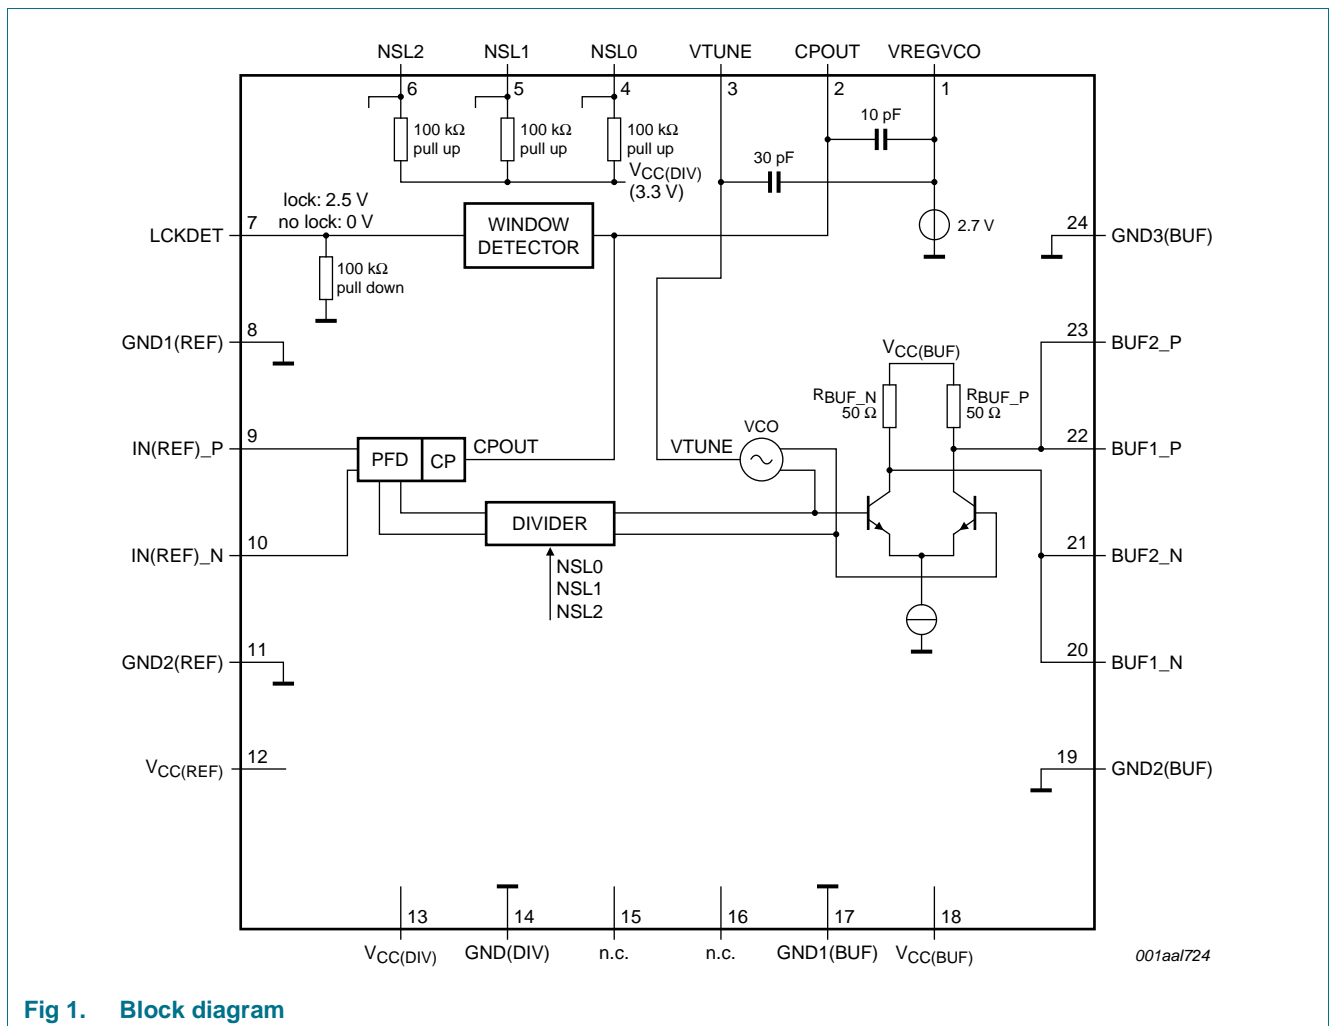 NSL2 NSL1 NSL0 VTUNE CPOUT VREGVCO
6 5 4 3 2 1
10 pF
100 kΩ
pull up
100 kΩ
pull up
100 kΩ
pull up
30 pF
VCC(DIV)
(3.3 V)
lock: 2.5 V
no lock: 0 V
LCKDET 7
WINDOW
DETECTOR
2.7 V
24 GND3(BUF)
100 kΩ
pull down
GND1(REF) 8
23 BUF2_P
VCC(BUF)
RBUF_N
50 Ω
RBUF_P
50 Ω
IN(REF)_P 9
PFD CP
CPOUT
VTUNE
VCO
22 BUF1_P
DIVIDER
IN(REF)_N 10
21 BUF2_N
NSL0
NSL1
NSL2
GND2(REF) 11
20 BUF1_N
VCC(REF) 12
19 GND2(BUF)
13 14 15 16 17 18
VCC(DIV) GND(DIV) n.c. n.c. GND1(BUF) VCC(BUF)
001aal724
Fig 1. Block diagram